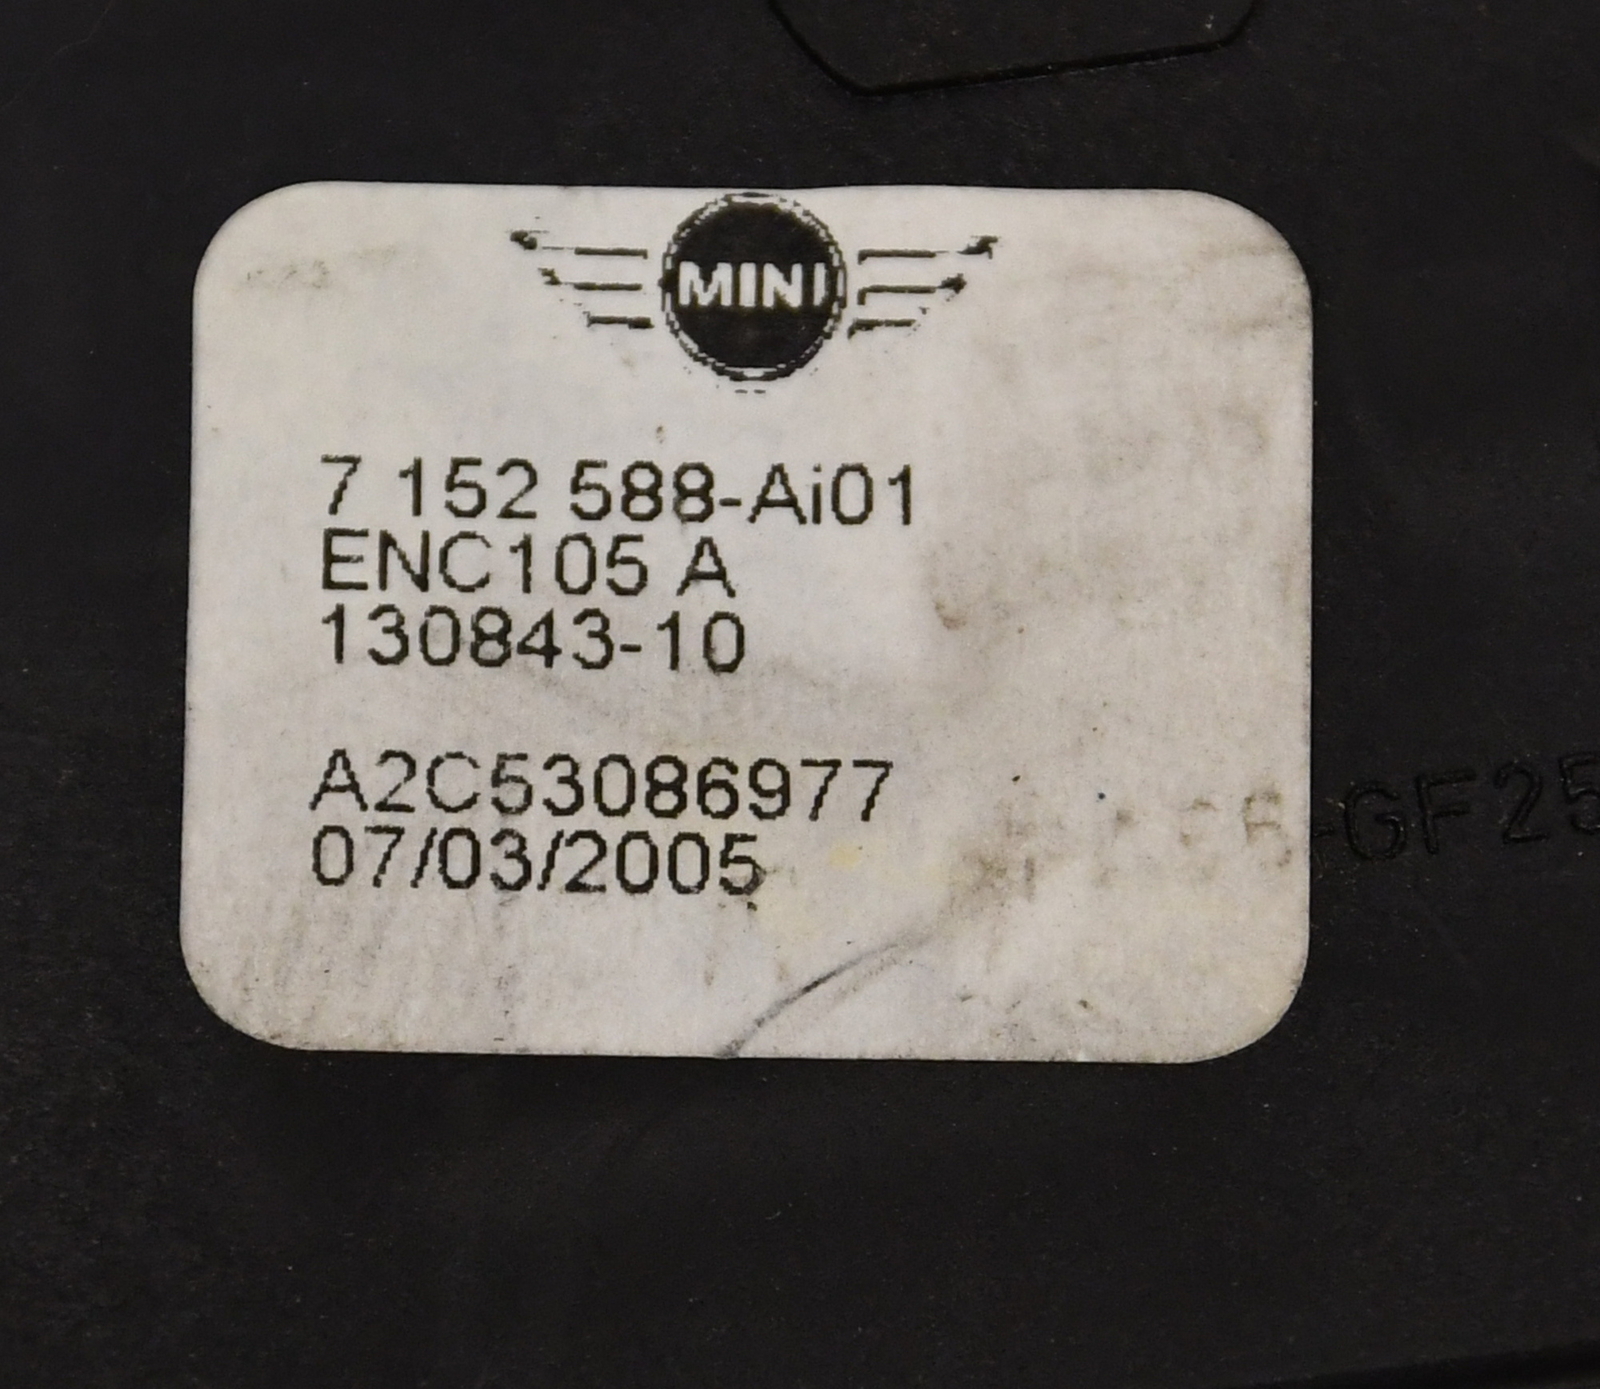 MINI
7 152 588-Ai01
ENC105 A
130843-10
A2C53086977
07/03/2005
-GF25